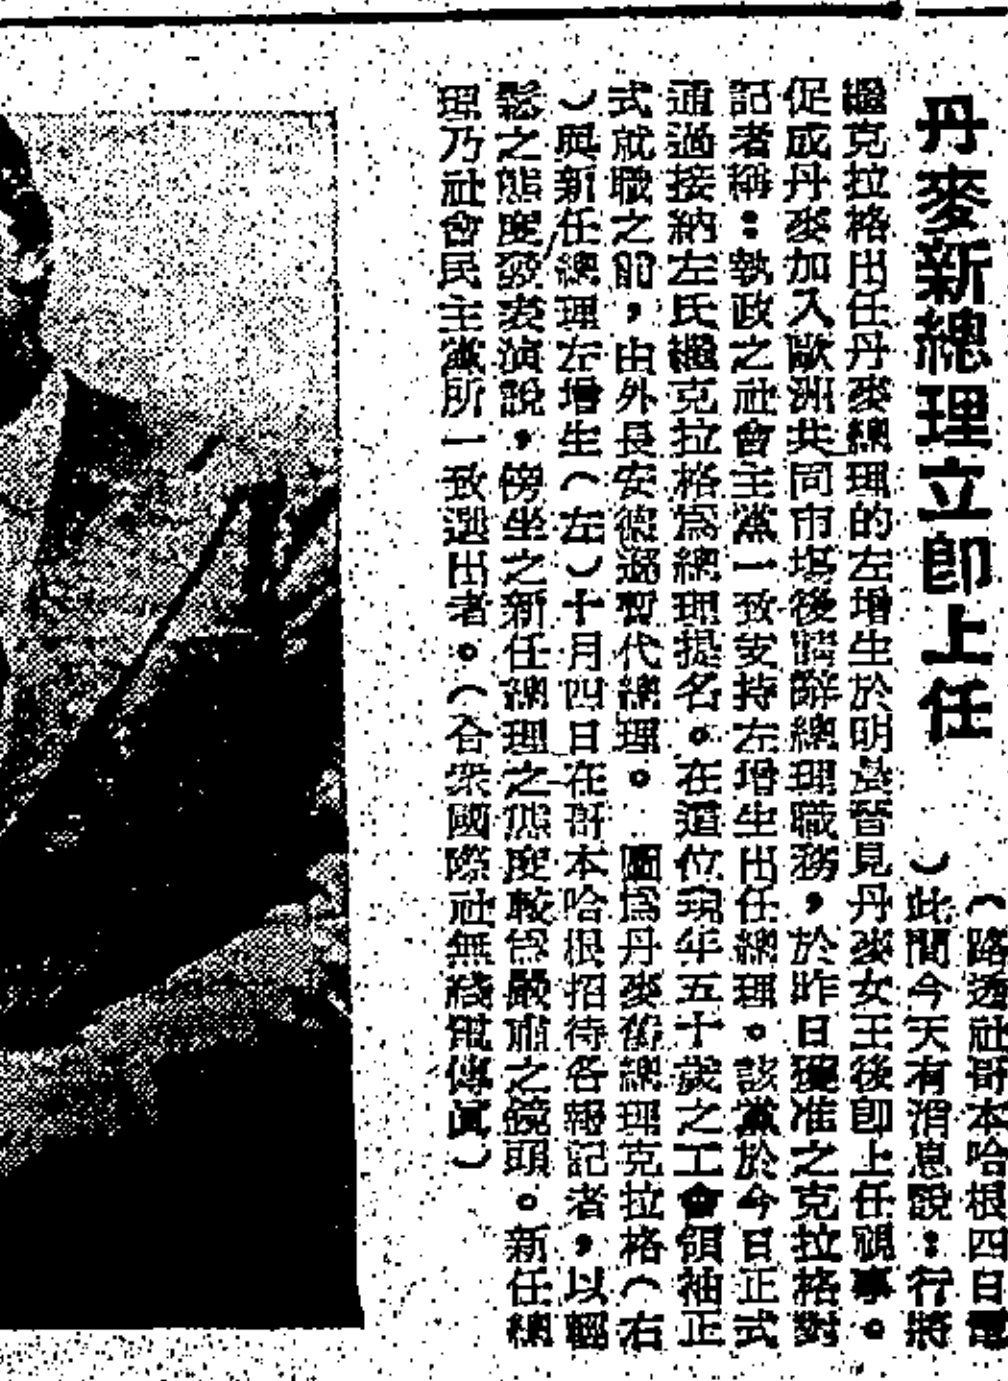 丹麥新總理立即上任
（路透社哥本哈根四日電
）此間今天有消息說：行將
繼克拉格出任丹麥總理的左增生於明晨晉見丹麥女王後即上任視事。
促成丹麥加入歐洲共同市場後請辭總理職務，於昨日獲准之克拉格對
記者稱：執政之社會主黨一致支持左增生出任總理。該黨於今日正式
通過接納左氏繼克拉格為總理提名。在這位現年五十歲之工會領袖正
式就職之前，由外長安德遜暫代總理。　圖為丹麥舊總理克拉格（右
）與新任總理左增生（左）十月四日在哥本哈根招待各報記者，以輕
鬆之態度發表演說，傍坐之新任總理之態度較為嚴肅之鏡頭。新任總
理乃社會民主黨所一致選出者。（合衆國際社無綫電傳眞）